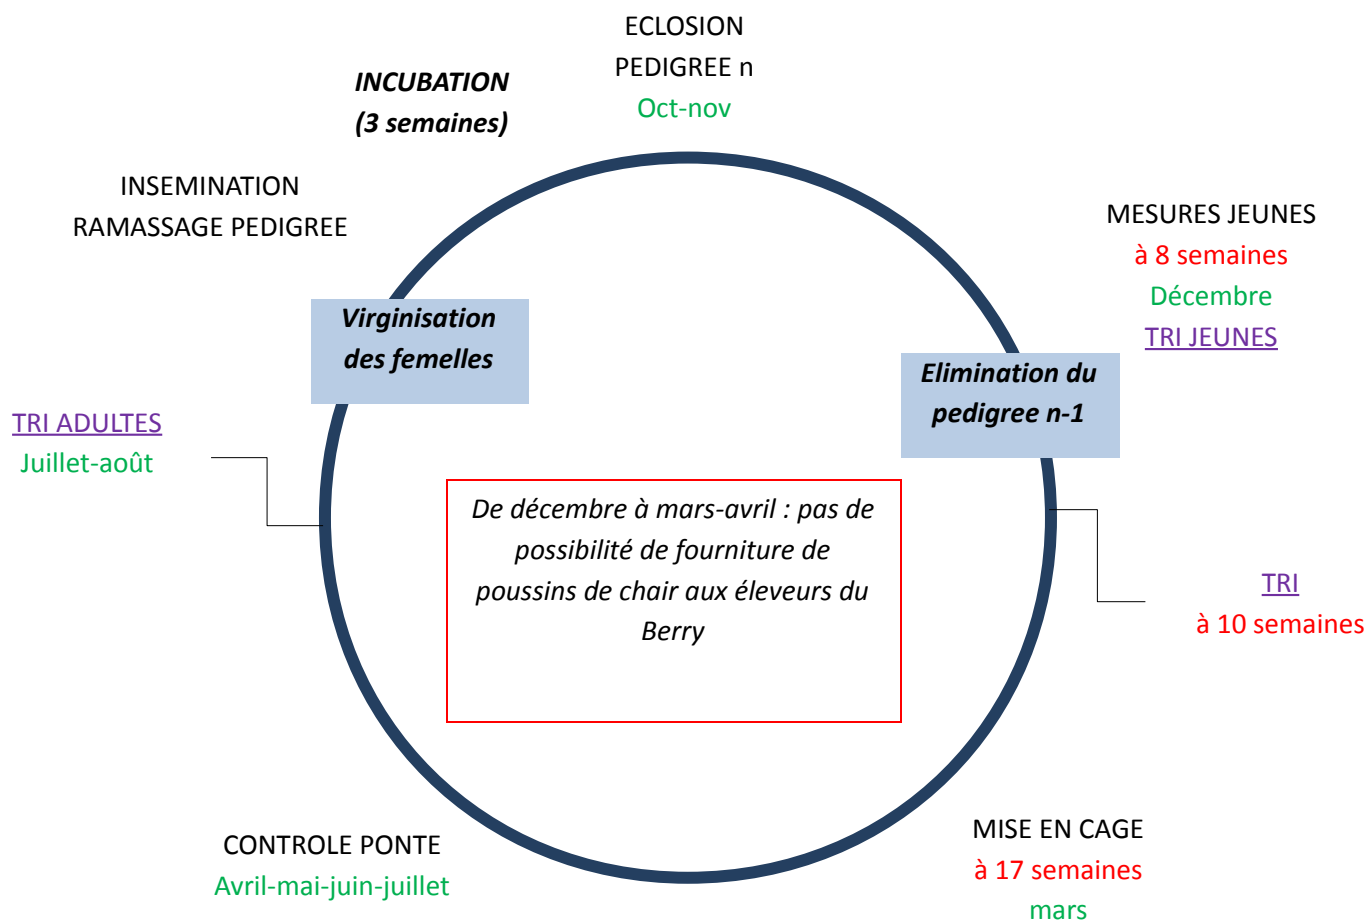 ECLOSION
PEDIGREE n
Oct-nov
INCUBATION
(3 semaines)
INSEMINATION
RAMASSAGE PEDIGREE
MESURES JEUNES
à 8 semaines
Décembre
TRI JEUNES
Virginisation
des femelles
Elimination du
pedigree n-1
TRI ADULTES
Juillet-août
De décembre à mars-avril : pas de
possibilité de fourniture de
poussins de chair aux éleveurs du
Berry
TRI
à 10 semaines
MISE EN CAGE
à 17 semaines
mars
CONTROLE PONTE
Avril-mai-juin-juillet